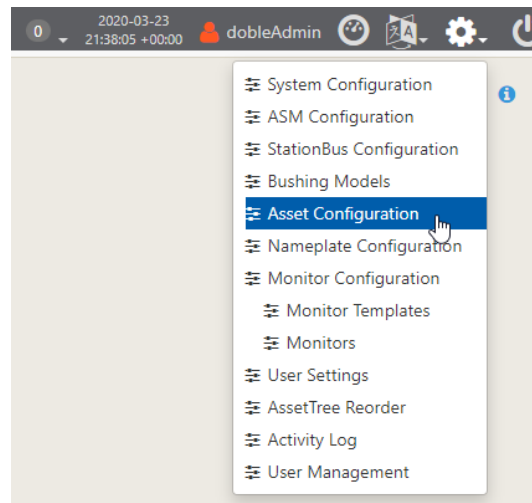 0
2020-03-23
21:38:05 +00:00
dobleAdmin
System Configuration
ASM Configuration
StationBus Configuration
Bushing Models
Asset Configuration
Nameplate Configuration
Monitor Configuration
Monitor Templates
Monitors
User Settings
AssetTree Reorder
Activity Log
User Management